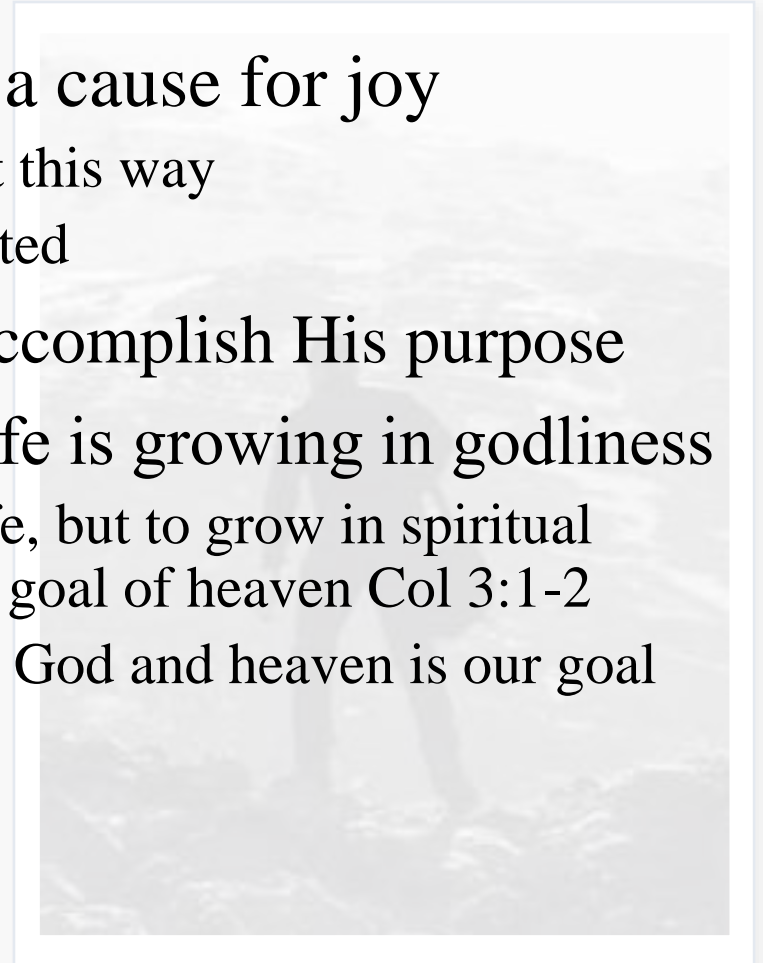 a cause for joy
this way
ted
ccomplish His purpose
fe is growing in godliness
e, but to grow in spiritual
goal of heaven Col 3:1-2
God and heaven is our goal